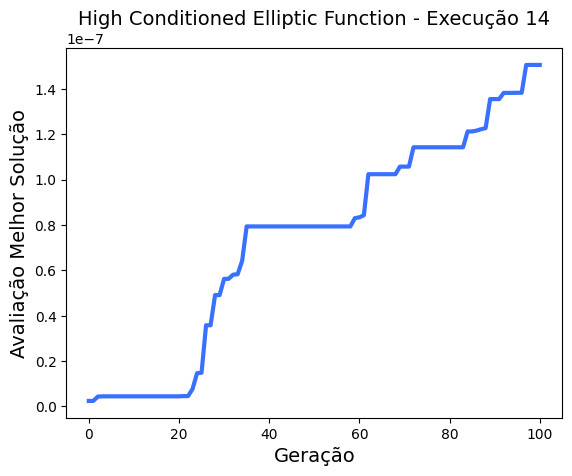 High Conditioned Elliptic Function - Execução 14
1e−7
1.4
1.2
1.0
0.8
0.6
0.4
0.2
0.0
Avaliação Melhor Solução
0 20 40 60 80 100
Geração